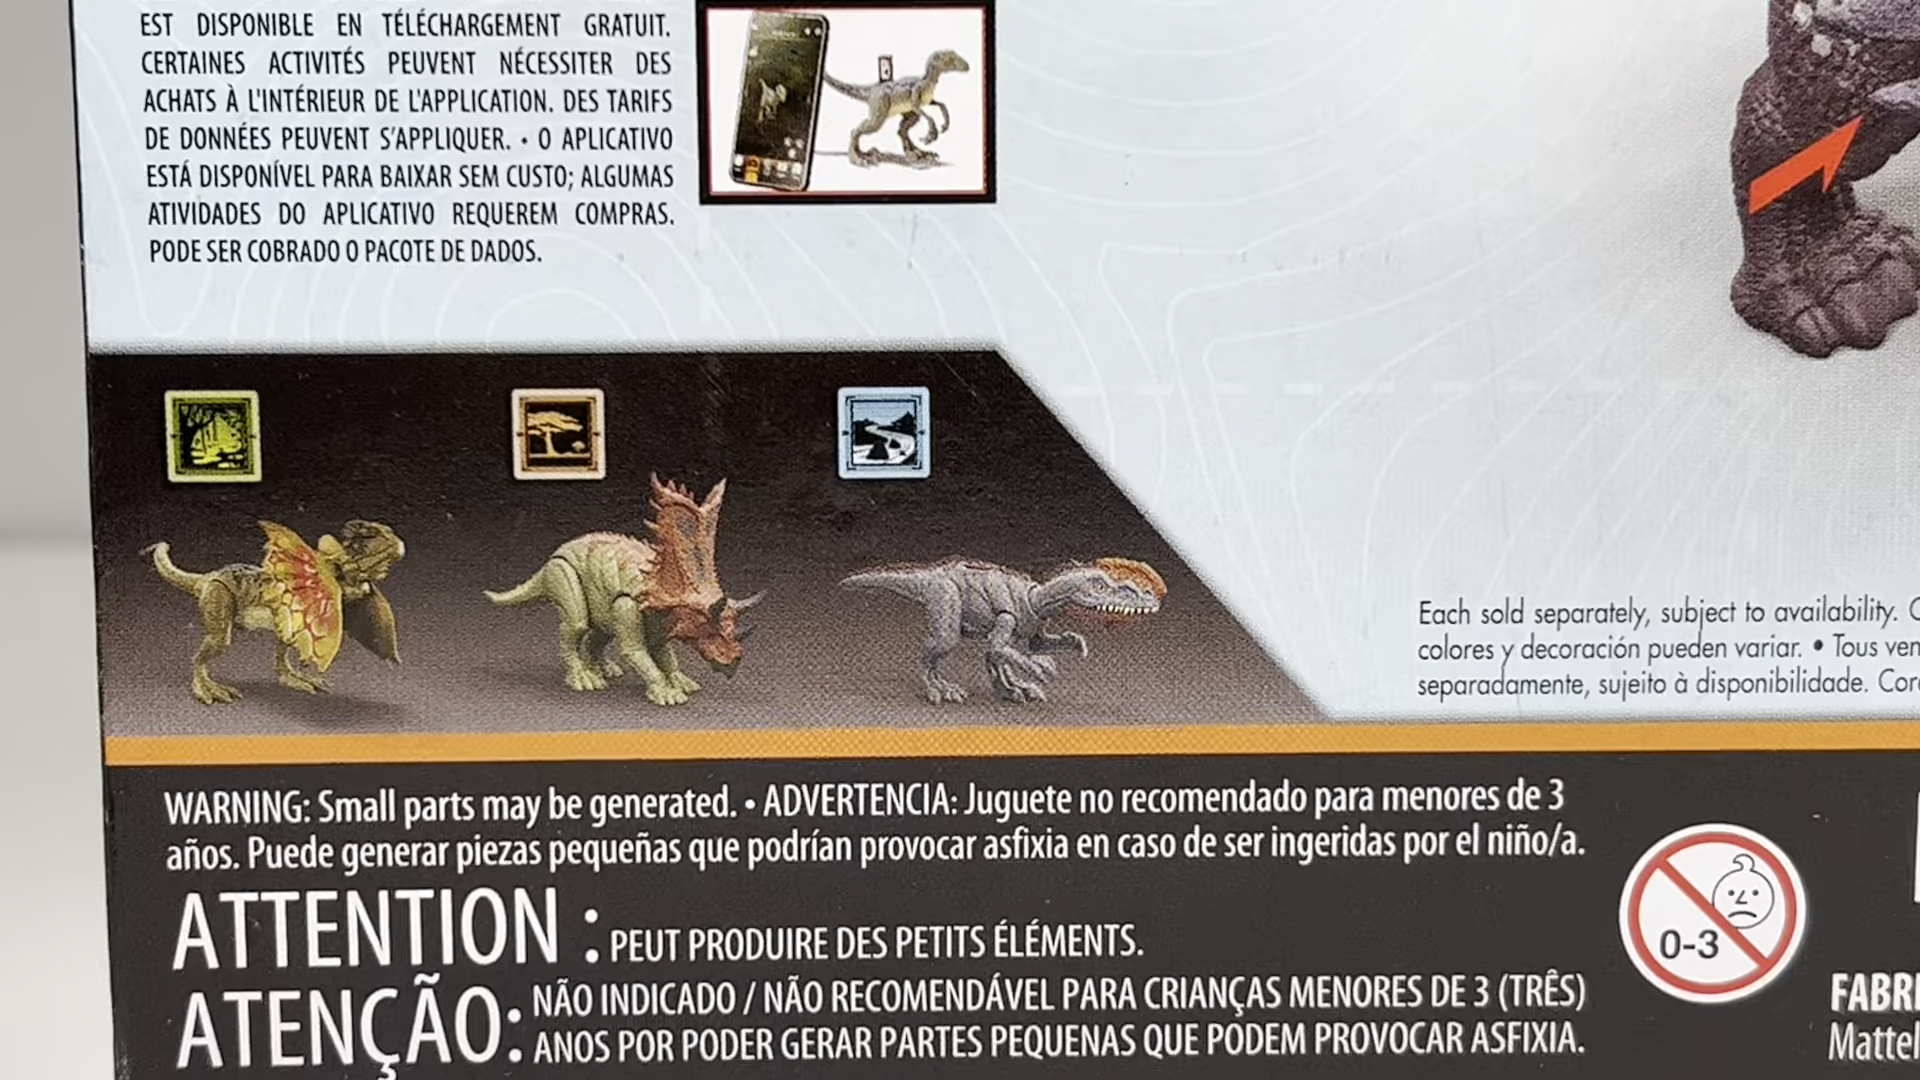 EST DISPONIBLE EN TÉLÉCHARGEMENT GRATUIT.
CERTAINES ACTIVITÉS PEUVENT NÉCESSITER DES
ACHATS À L'INTÉRIEUR DE L'APPLICATION. DES TARIFS
DE DONNÉES PEUVENT S'APPLIQUER. • O APLICATIVO
ESTÁ DISPONÍVEL PARA BAIXAR SEM CUSTO; ALGUMAS
ATIVIDADES DO APLICATIVO REQUEREM COMPRAS.
PODE SER COBRADO O PACOTE DE DADOS.
Each sold separately, subject to availability.
colores y decoración pueden variar. • Tous
separadamente, sujeito à disponibilidade.
WARNING: Small parts may be generated. • ADVERTENCIA: Juguete no recomendado para menores de 3
años. Puede generar piezas pequeñas que podrían provocar asfixia en caso de ser ingeridas por el niño/a.
ATTENTION : PEUT PRODUIRE DES PETITS ÉLÉMENTS.
ATENÇÃO: NÃO INDICADO / NÃO RECOMENDÁVEL PARA CRIANÇAS MENORES DE 3 (TRÊS)
ANOS POR PODER GERAR PARTES PEQUENAS QUE PODEM PROVOCAR ASFIXIA.
0-3
Mattel